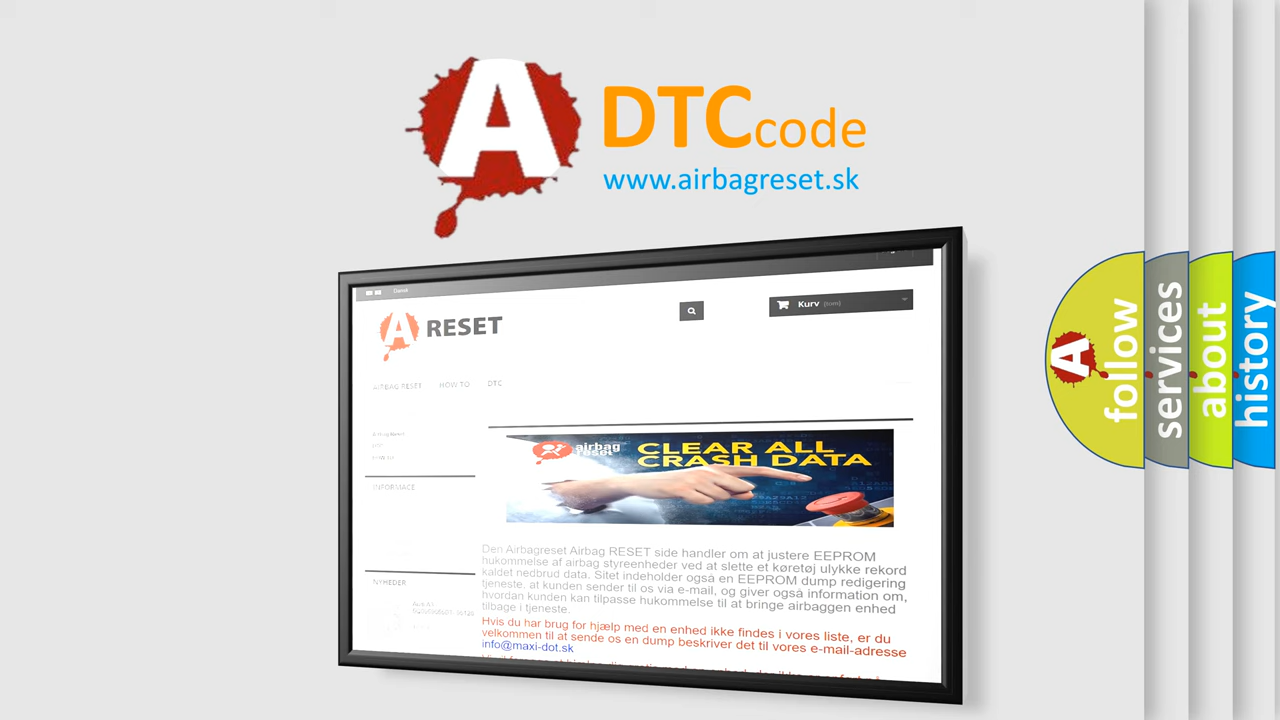 A DTCcode
www.airbagreset.sk
Dansk
A RESET
Kurv (tom)
AIRBAG RESET HOW TO DTC
INFORMACE
NYHEDER
airbag
reset
CLEAR ALL
CRASH DATA
Den Airbagreset Airbag RESET side handler om at justere EEPROM
hukommelse af airbag styreenheder ved at slette et køretøj ulykke rekord
kaldet nedbrud data. Sitet indeholder også en EEPROM dump redigering
tjeneste, at kunden sender til os via e-mail, og giver også information om,
hvordan kunden kan tilpasse hukommelse til at bringe airbaggen enhed
tilbage i tjeneste.
Hvis du har brug for hjælp med en enhed ikke findes i vores liste, er du
velkommen til at sende os en dump beskriver det til vores e-mail-adresse
info@maxi-dot.sk
A
follow
services
about
history